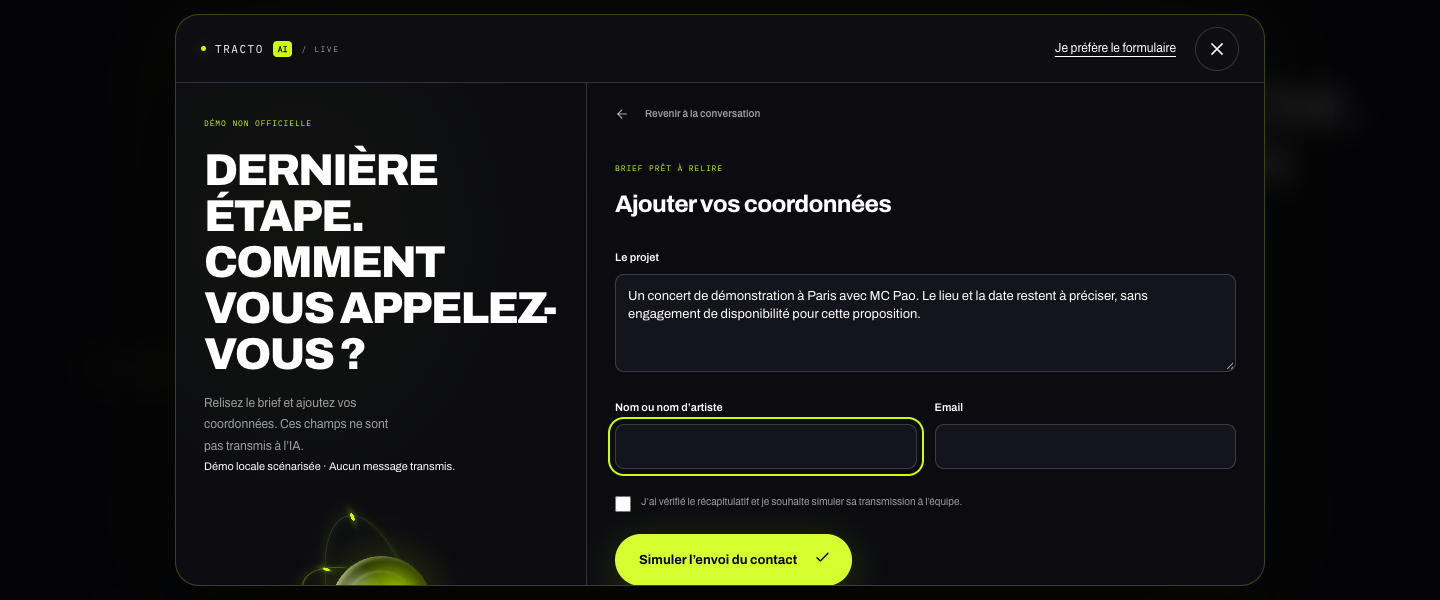 TRACTO AI / LIVE
Je préfère le formulaire
DÉMO NON OFFICIELLE
DERNIÈRE
ÉTAPE.
COMMENT
VOUS APPELEZ-
VOUS ?
Relisez le brief et ajoutez vos
coordonnées. Ces champs ne sont
pas transmis à l’IA.
Démo locale scénarisée · Aucun message transmis.
Revenir à la conversation
BRIEF PRÊT À RELIRE
Ajouter vos coordonnées
Le projet
Un concert de démonstration à Paris avec MC Pao. Le lieu et la date restent à préciser, sans
engagement de disponibilité pour cette proposition.
Nom ou nom d’artiste
Email
J’ai vérifié le récapitulatif et je souhaite simuler sa transmission à l’équipe.
Simuler l’envoi du contact